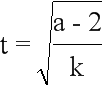 t = √((a - 2)/k)